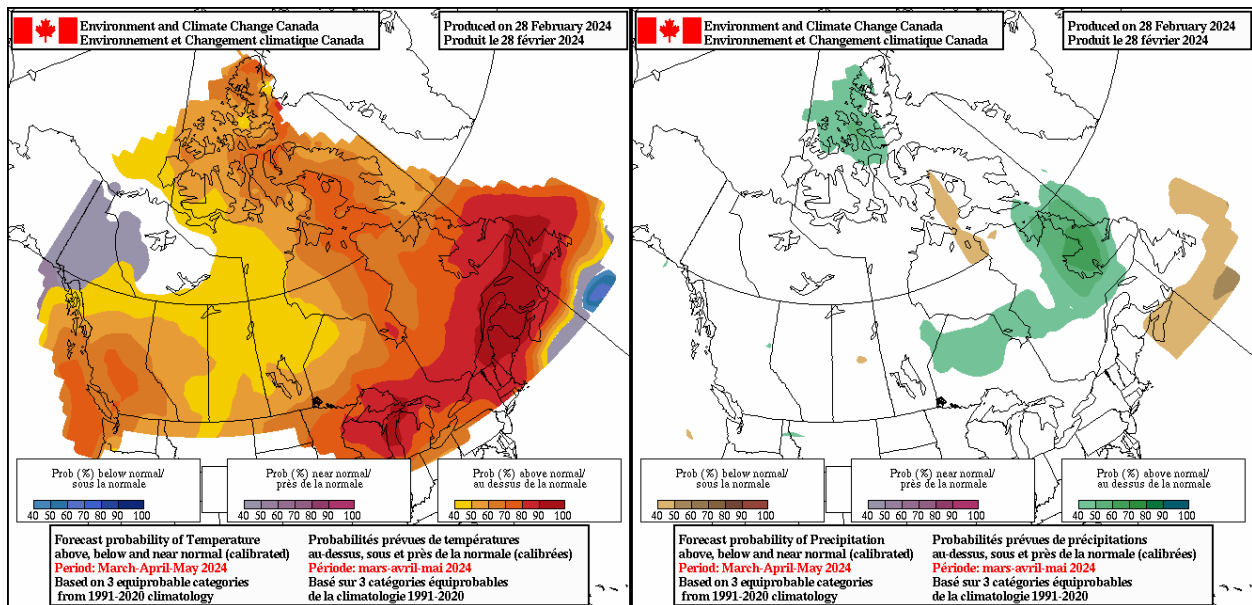 Environment and Climate Change Canada
Environnement et Changement climatique Canada
Produced on 28 February 2024
Produit le 28 février 2024
Prob (%) below normal/
sous la normale
40 50 60 70 80 90 100
Prob (%) near normal/
près de la normale
40 50 60 70 80 90 100
Prob (%) above normal/
au dessus de la normale
40 50 60 70 80 90 100
Forecast probability of Temperature
above, below and near normal (calibrated)
Period: March-April-May 2024
Based on 3 equiprobable categories
from 1991-2020 climatology
Probabilités prévues de températures
au-dessus, sous et près de la normale (calibrées)
Période: mars-avril-mai 2024
Basé sur 3 catégories équiprobables
de la climatologie 1991-2020
Environment and Climate Change Canada
Environnement et Changement climatique Canada
Produced on 28 February 2024
Produit le 28 février 2024
Prob (%) below normal/
sous la normale
40 50 60 70 80 90 100
Prob (%) near normal/
près de la normale
40 50 60 70 80 90 100
Prob (%) above normal/
au dessus de la normale
40 50 60 70 80 90 100
Forecast probability of Precipitation
above, below and near normal (calibrated)
Period: March-April-May 2024
Based on 3 equiprobable categories
from 1991-2020 climatology
Probabilités prévues de précipitations
au-dessus, sous et près de la normale (calibrées)
Période: mars-avril-mai 2024
Basé sur 3 catégories équiprobables
de la climatologie 1991-2020